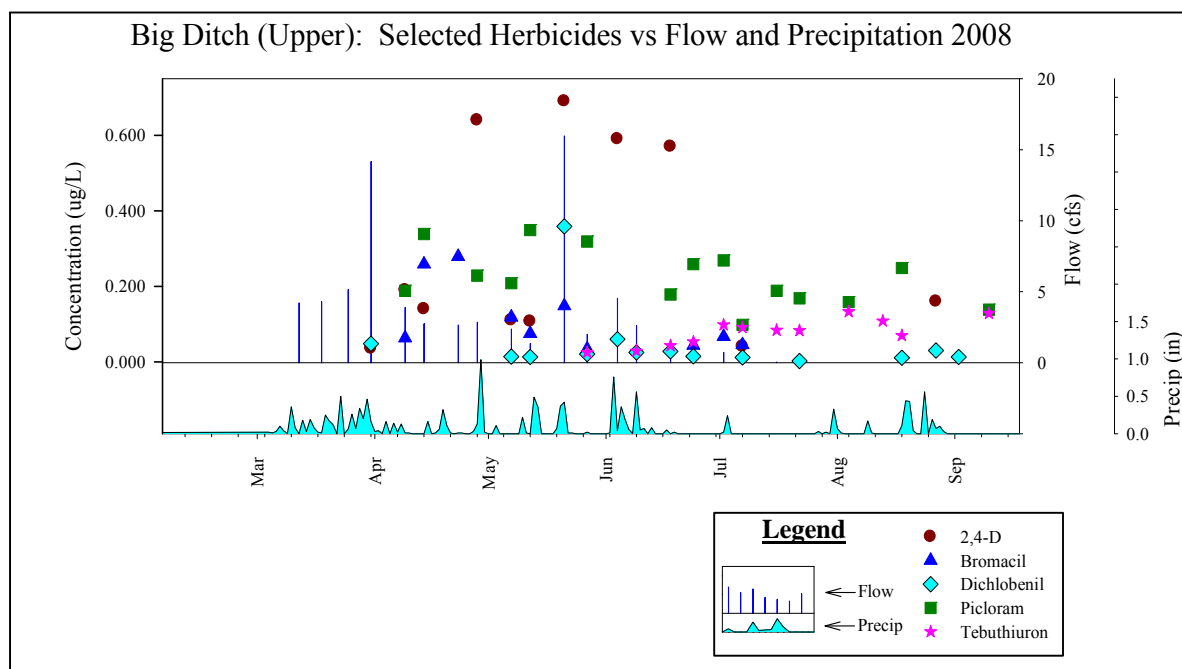 Big Ditch (Upper): Selected Herbicides vs Flow and Precipitation 2008
Concentration (ug/L)
0.600
0.400
0.200
0.000
Flow (cfs)
20
15
10
5
0
Precip (in)
1.5
1.0
0.5
0.0
Mar
Apr
May
Jun
Jul
Aug
Sep
Legend
Flow
Precip
2,4-D
Bromacil
Dichlobenil
Picloram
Tebuthiuron